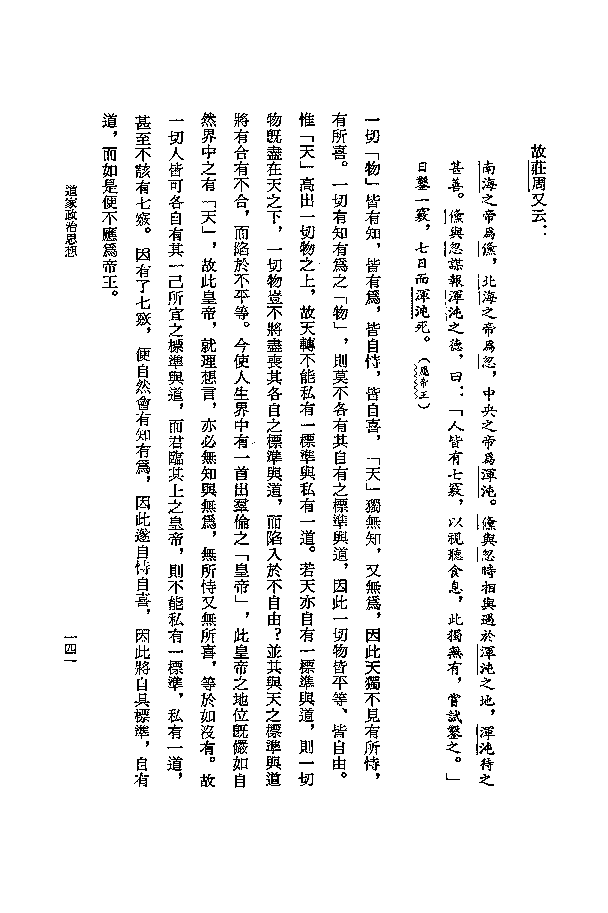 故莊周又云：
南海之帝為儵，北海之帝為忽，中央之帝為渾沌。儵與忽時相與遇於渾沌之地，渾沌待之
甚善。儵與忽謀報渾沌之德，曰：「人皆有七竅，以視聽食息，此獨無有，嘗試鑿之。」
日鑿一竅，七日而渾沌死。（應帝王）
一切「物」皆有知，皆有為，皆自恃，皆自喜，「天」獨無知，又無為，因此天獨不見有所恃，
有所喜。一切有知有為之「物」，則莫不各有其自有之標準與道，因此一切物皆平等、皆自由。
惟「天」高出一切物之上，故天轉不能私有一標準與私有一道。若天亦自有一標準與道，則一切
物既盡在天之下，一切物豈不將盡喪其各自之標準與道，而陷入於不自由？並其與天之標準與道
將有合有不合，而陷於不平等。今使人生界中有一首出羣倫之「皇帝」，此皇帝之地位既儼如自
然界中之有「天」，故此皇帝，就理想言，亦必無知與無為，無所恃又無所喜，等於如沒有。故
一切人皆可各自有其一己所宜之標準與道，而君臨其上之皇帝，則不能私有一標準，私有一道，
甚至不該有七竅。因有了七竅，便自然會有知有為，因此遂自恃自喜，因此將自具標準，自有
道，而如是便不應為帝王。
道家政治思想
一四一